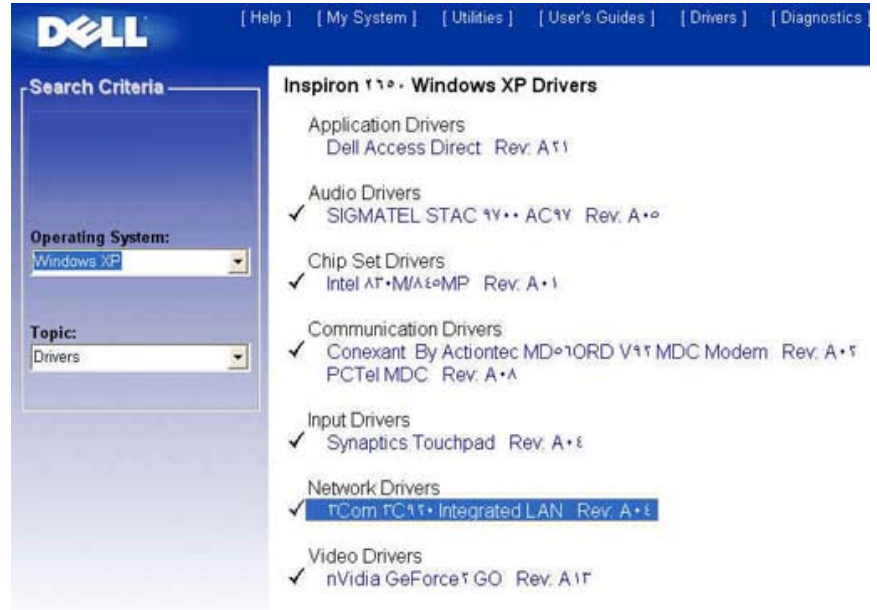 DELL
[ Help ] [ My System ] [ Utilities ] [ User's Guides ] [ Drivers ] [ Diagnostics ]
Search Criteria
Operating System:
Windows XP
Topic:
Drivers
Inspiron ٢٦٥٠ Windows XP Drivers
Application Drivers
Dell Access Direct Rev: A٢١
Audio Drivers
✓ SIGMATEL STAC ٩٧٠٠ AC٩٧ Rev: A٠٥
Chip Set Drivers
✓ Intel ٨٣٠M/٨٤٥MP Rev: A٠١
Communication Drivers
✓ Conexant By Actiontec MD٥٦ORD V٩٢ MDC Modem Rev: A٠٢
PCTel MDC Rev: A٠٨
Input Drivers
✓ Synaptics Touchpad Rev: A٠٤
Network Drivers
✓ ٣Com ٣C٩٢٠ Integrated LAN Rev: A٠٤
Video Drivers
✓ nVidia GeForce٢ GO Rev: A١٣